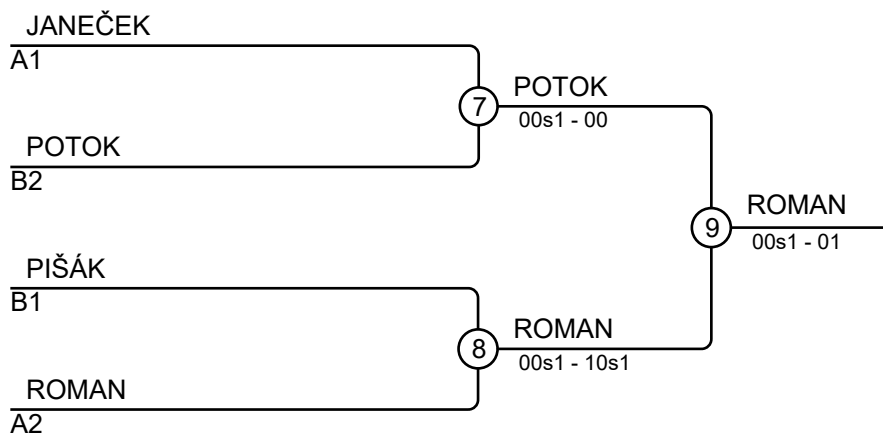 JANEČEK
A1
7
POTOK
00s1 - 00
POTOK
B2
9
ROMAN
00s1 - 01
PIŠÁK
B1
8
ROMAN
00s1 - 10s1
ROMAN
A2